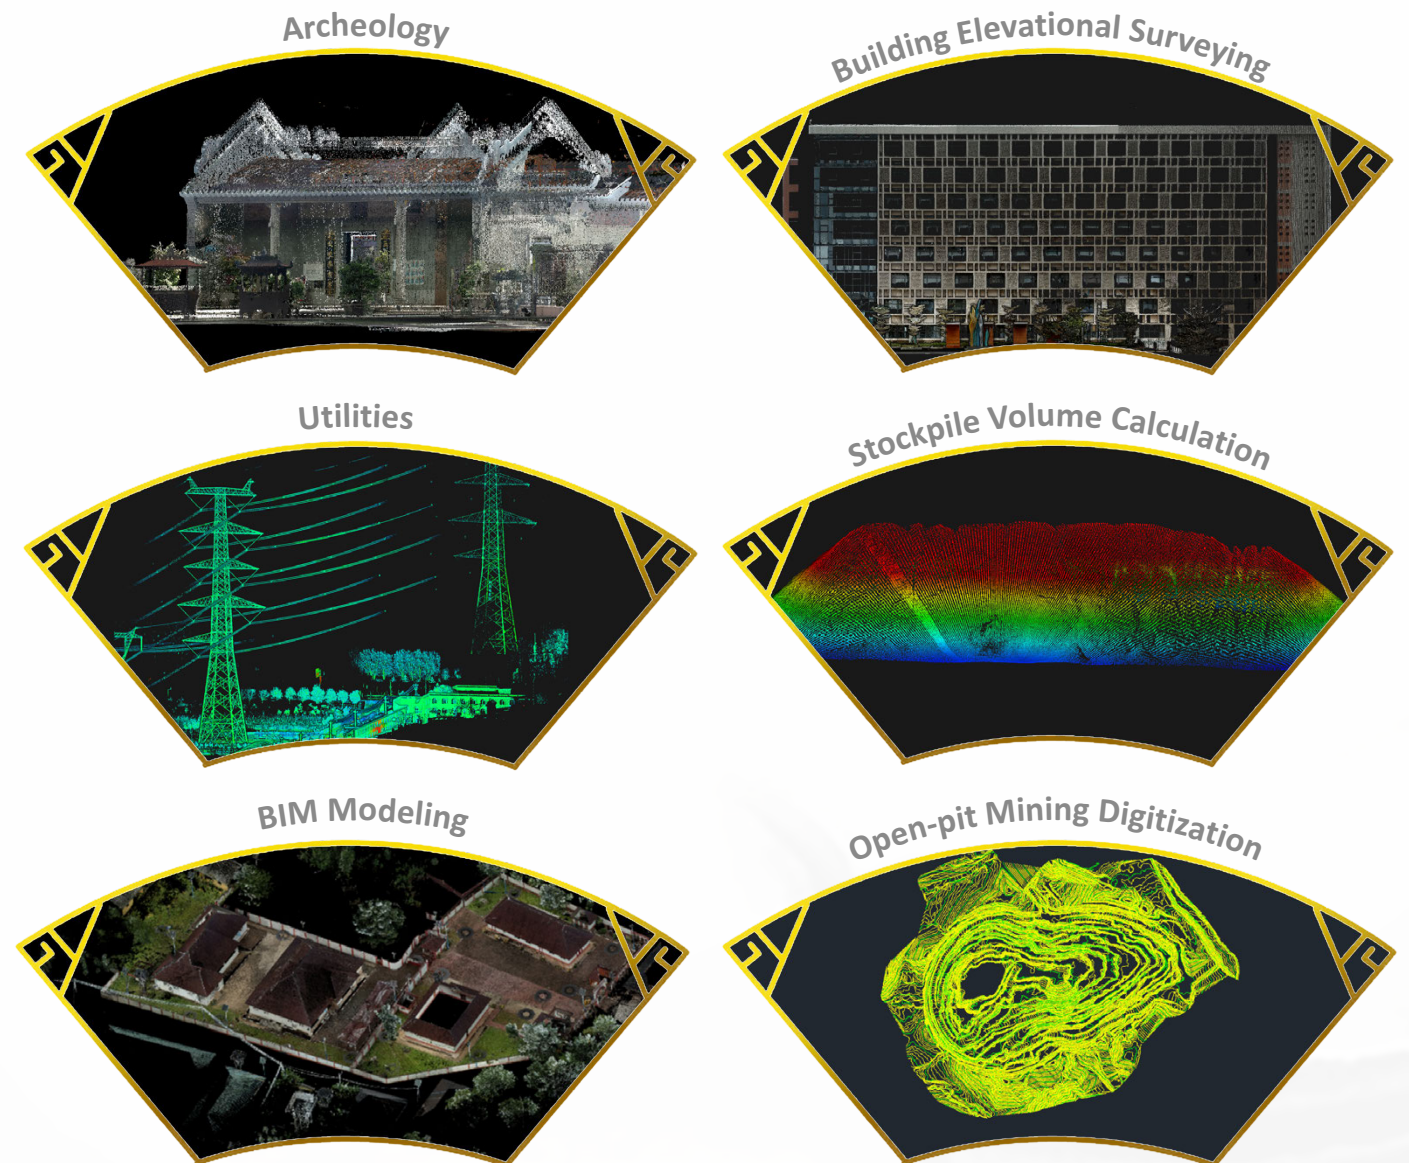 Archeology
Building Elevational Surveying
Utilities
Stockpile Volume Calculation
BIM Modeling
Open-pit Mining Digitization